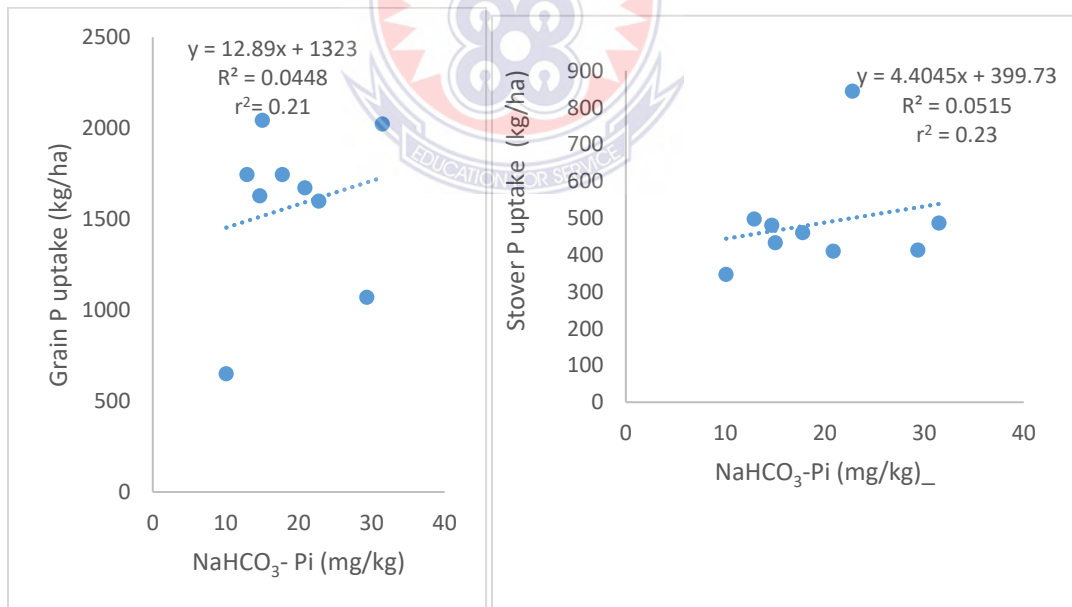 2500
2000
1500
1000
500
0
0 10 20 30 40
Grain P uptake (kg/ha)
NaHCO₃- Pi (mg/kg)
y = 12.89x + 1323
R² = 0.0448
r²= 0.21
900
800
700
600
500
400
300
200
100
0
0 10 20 30 40
Stover P uptake (kg/ha)
NaHCO₃-Pi (mg/kg)_
y = 4.4045x + 399.73
R² = 0.0515
r² = 0.23
EDUCATION FOR SERVICE